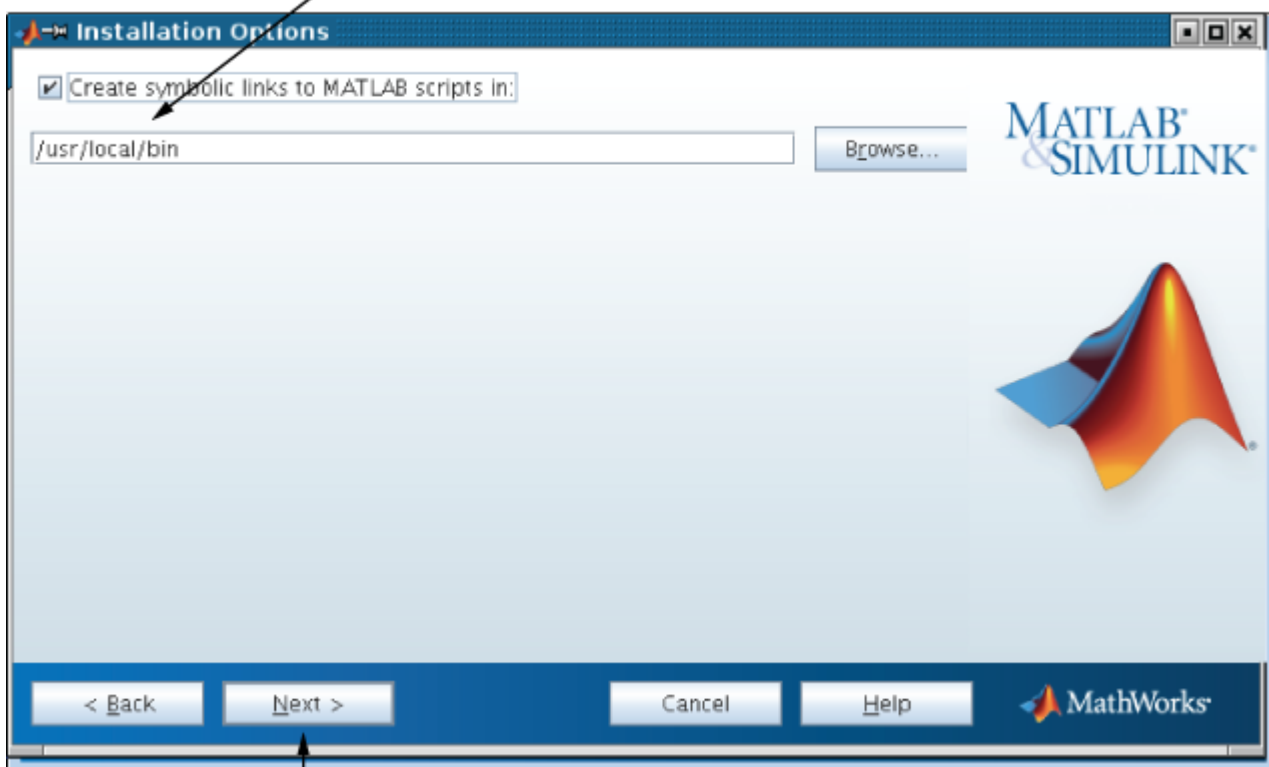 Installation Options
Create symbolic links to MATLAB scripts in:
/usr/local/bin
Browse...
MATLAB®
&SIMULINK®
®
< Back
Next >
Cancel
Help
MathWorks®